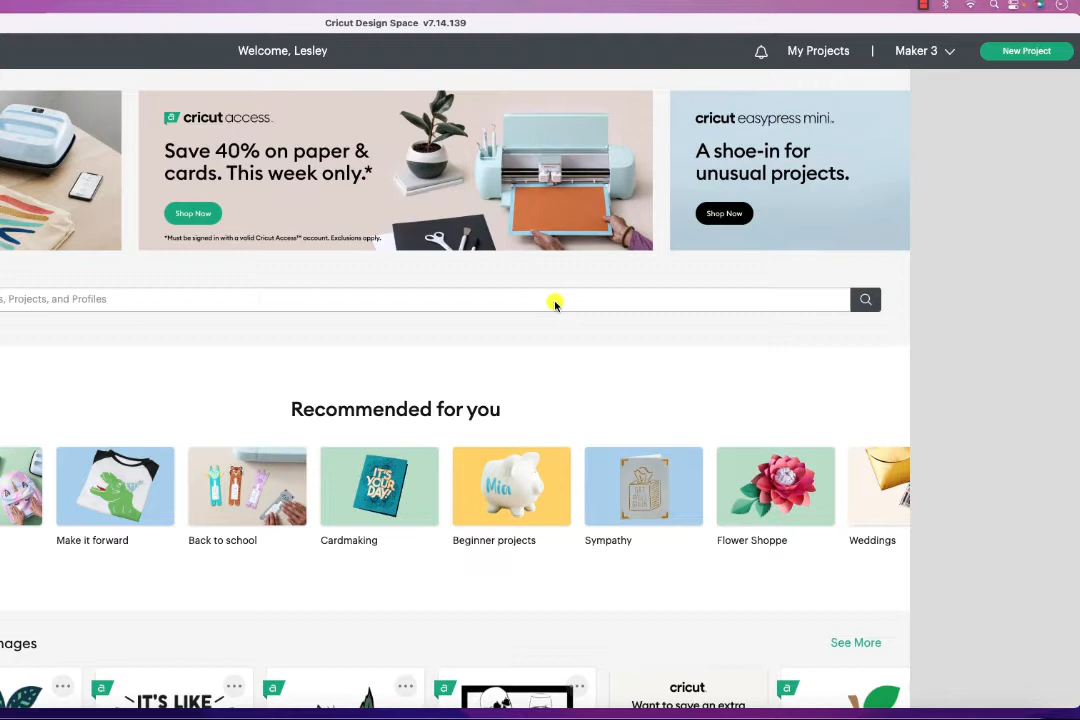 Cricut Design Space v7.14.139
Welcome, Lesley
My Projects | Maker 3
New Project
a cricut access™
Save 40% on paper &
cards. This week only.*
Shop Now
*Must be signed in with a valid Cricut Access™ account. Exclusions apply.
cricut easypress mini™
A shoe-in for
unusual projects.
Shop Now
s, Projects, and Profiles
Recommended for you
IT'S
YOUR
DAY!
Mia
Make it forward
Back to school
Cardmaking
Beginner projects
Sympathy
Flower Shoppe
Weddings
nages
See More
a
IT'S LIKE
a
a
cricut
Want to save an extra
a